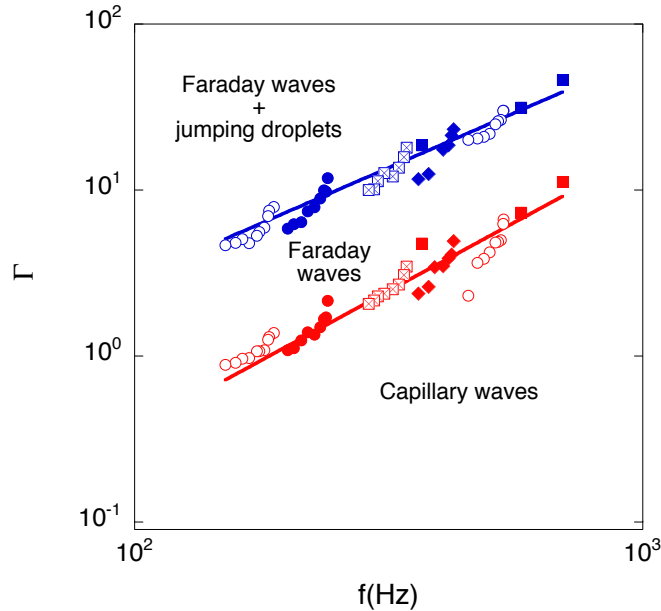 10²
Faraday waves
+
jumping droplets
10¹
Faraday
waves
Γ
10⁰
Capillary waves
10⁻¹
10²
10³
f(Hz)